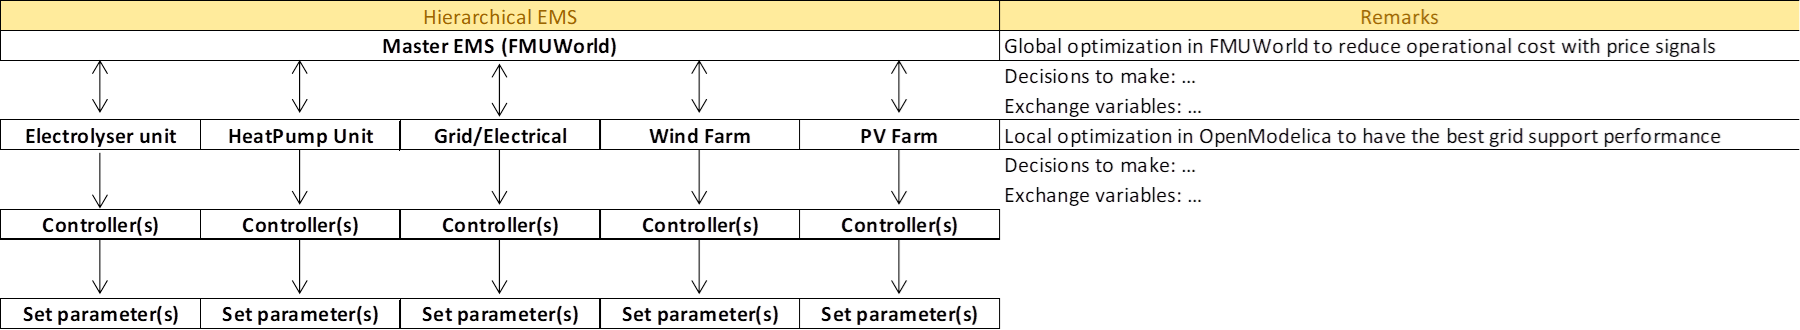 Hierarchical EMS Remarks
Master EMS (FMUWorld) Global optimization in FMUWorld to reduce operational cost with price signals
Decisions to make: ...
Exchange variables: ...
Electrolyser unit HeatPump Unit Grid/Electrical Wind Farm PV Farm Local optimization in OpenModelica to have the best grid support performance
Decisions to make: ...
Exchange variables: ...
Controller(s) Controller(s) Controller(s) Controller(s) Controller(s)
Set parameter(s) Set parameter(s) Set parameter(s) Set parameter(s) Set parameter(s)